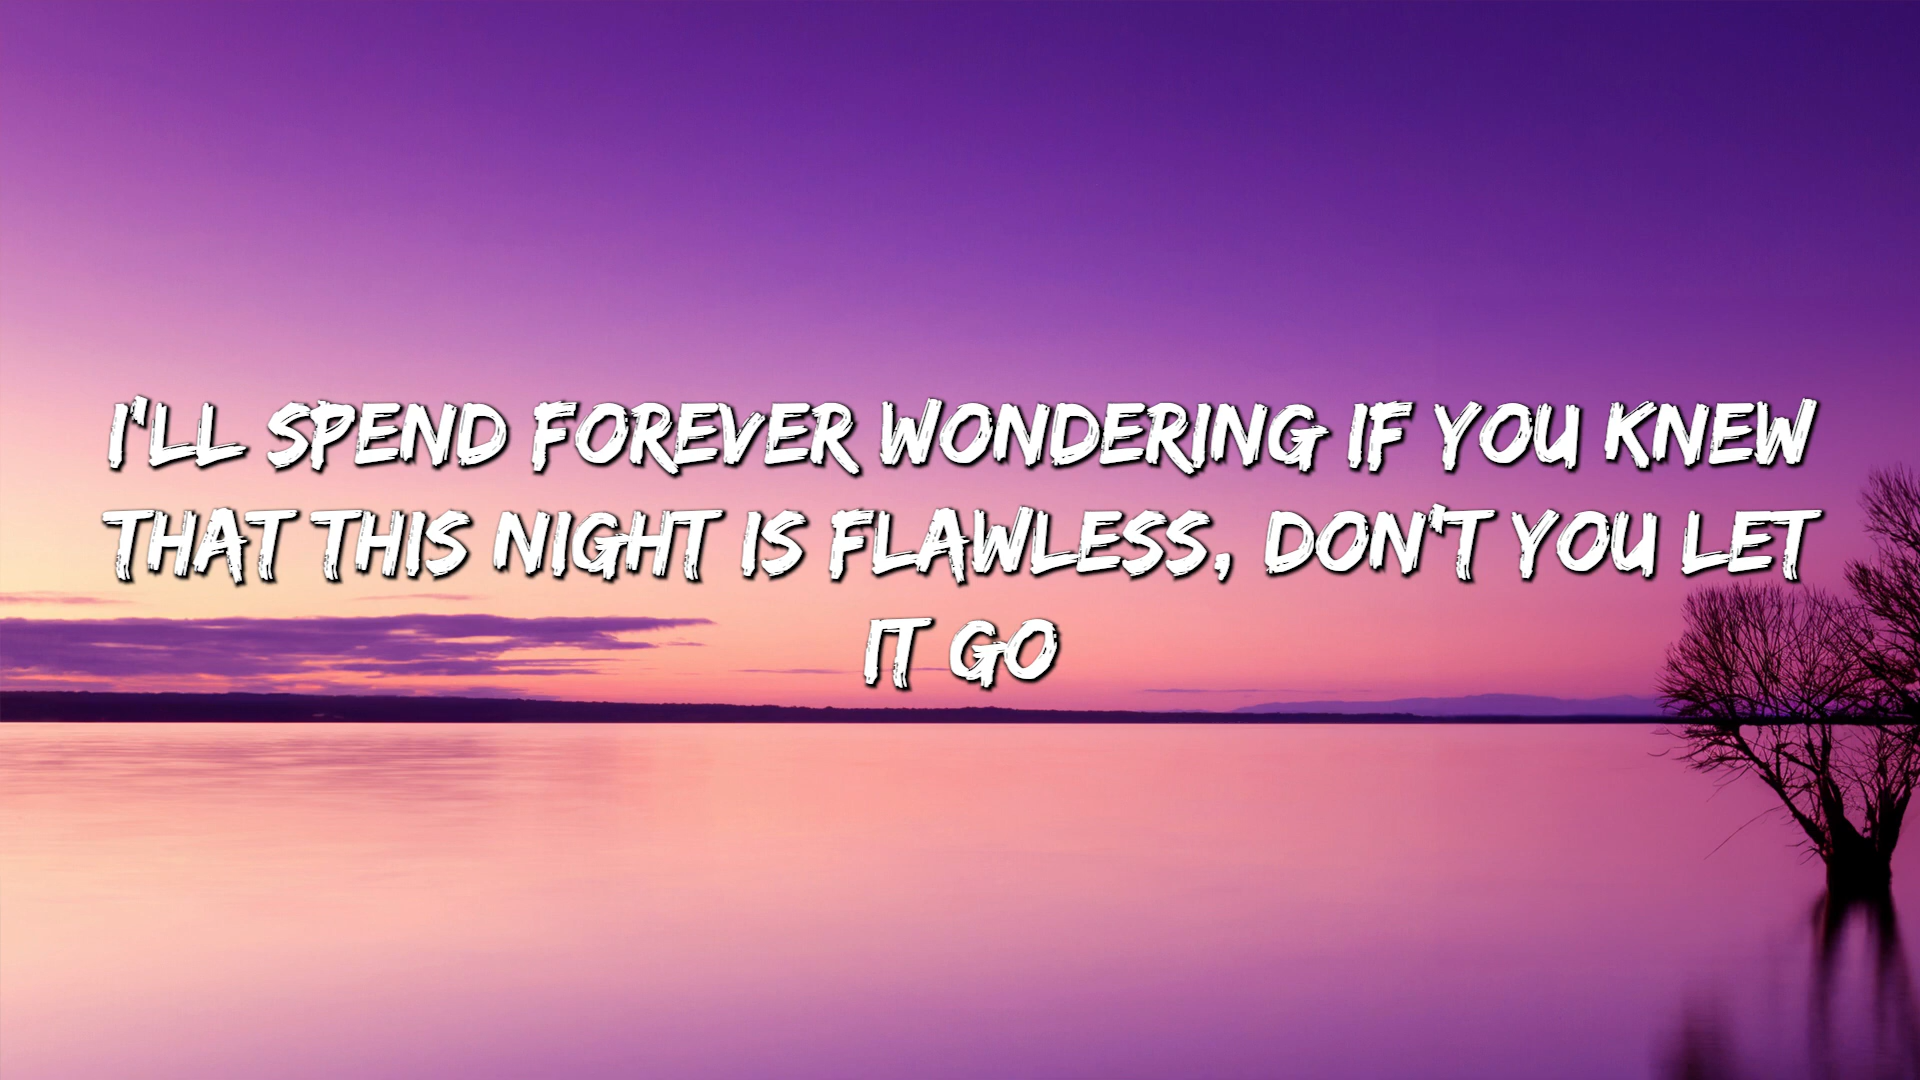 I'LL SPEND FOREVER WONDERING IF YOU KNEW
THAT THIS NIGHT IS FLAWLESS, DON'T YOU LET
IT GO